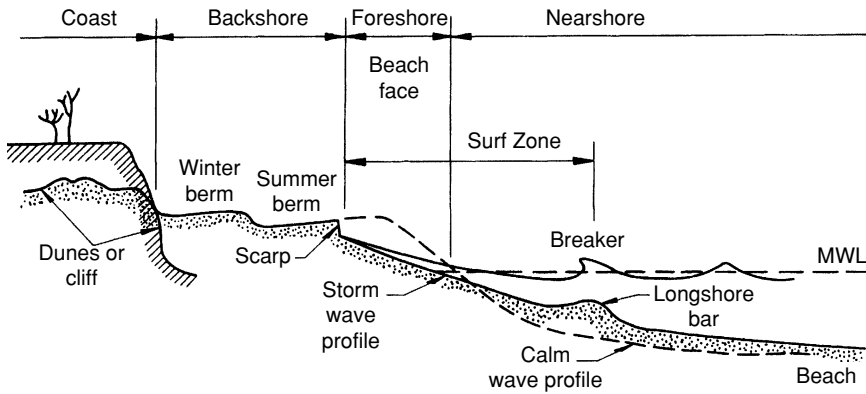 Coast
Backshore
Foreshore
Nearshore
Beach
face
Surf Zone
Winter
berm
Summer
berm
Breaker
MWL
Dunes or
cliff
Scarp
Storm
wave
profile
Longshore
bar
Calm
wave profile
Beach